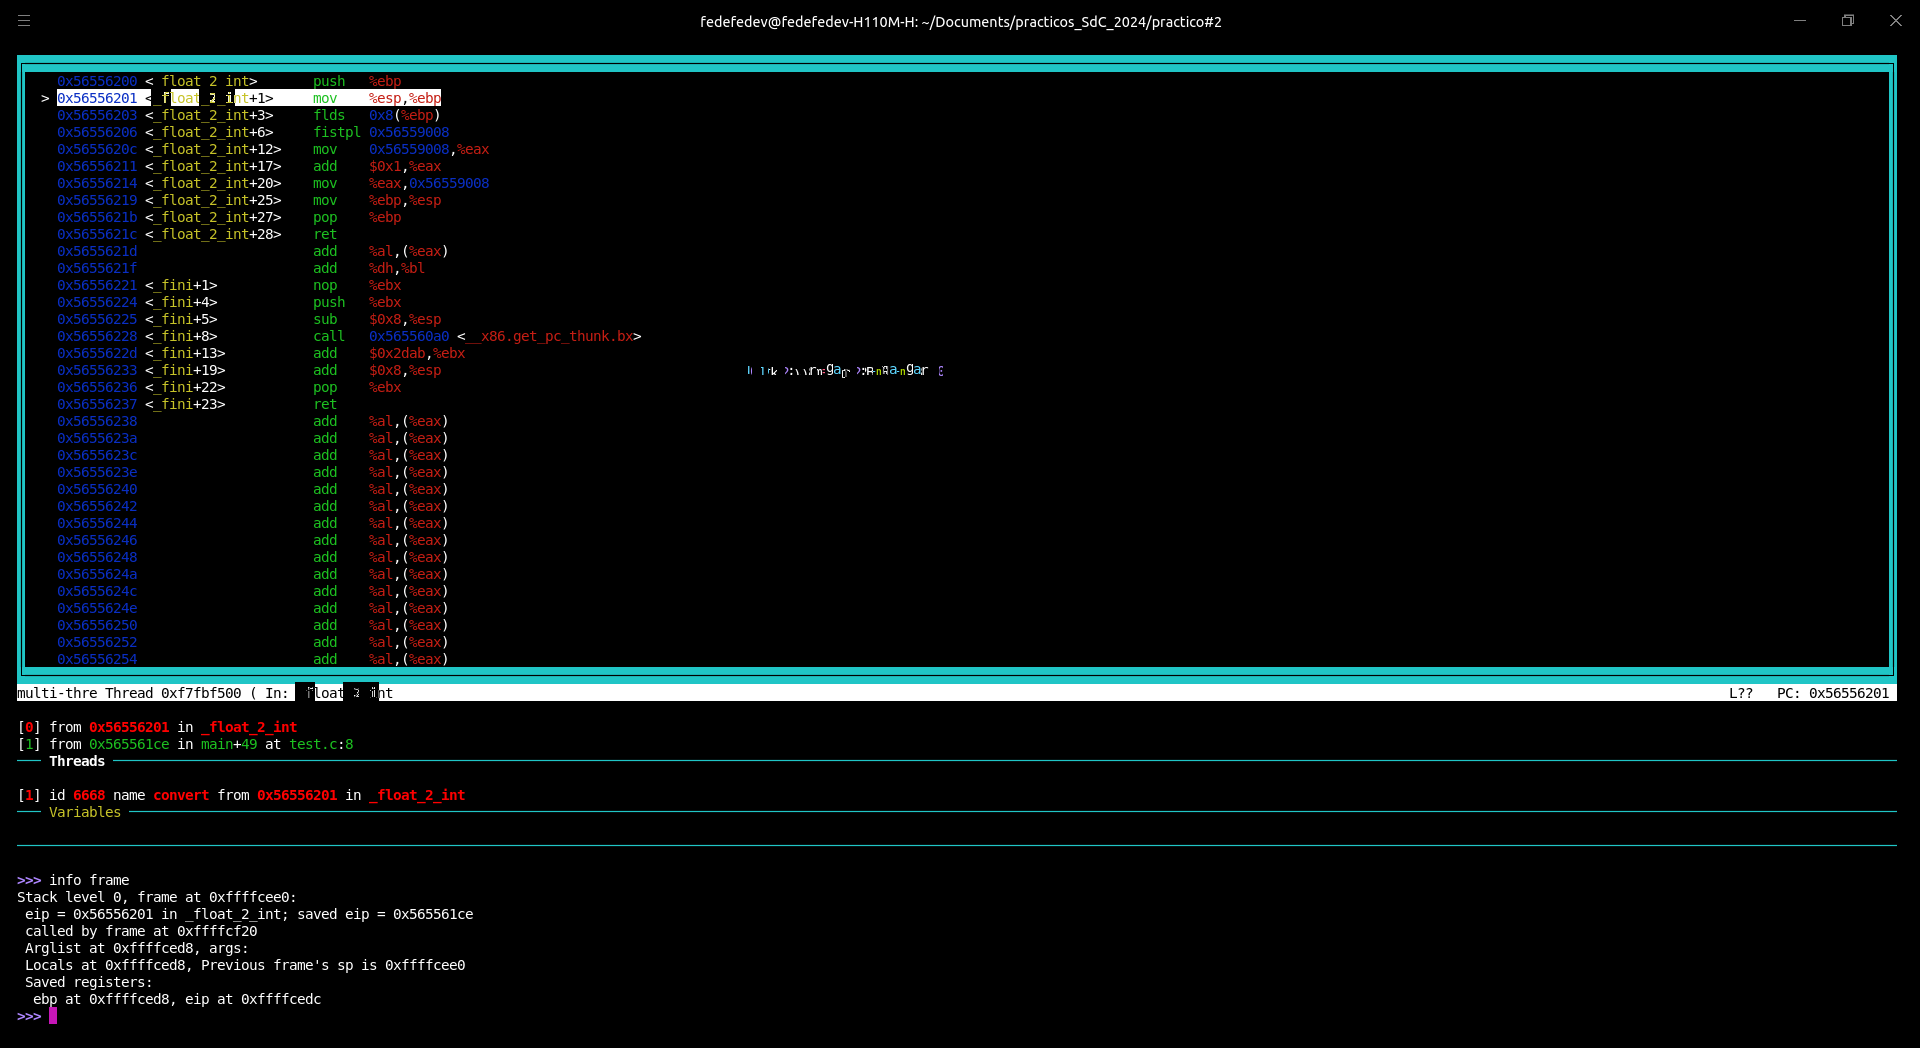 fedefedev@fedefedev-H110M-H: ~/Documents/practicos_SdC_2024/practico#2
0x56556200 <_float_2_int> push %ebp
> 0x56556201 <_float_2_int+1> mov %esp,%ebp
0x56556203 <_float_2_int+3> flds 0x8(%ebp)
0x56556206 <_float_2_int+6> fistpl 0x56559008
0x5655620c <_float_2_int+12> mov 0x56559008,%eax
0x56556211 <_float_2_int+17> add $0x1,%eax
0x56556214 <_float_2_int+20> mov %eax,0x56559008
0x56556219 <_float_2_int+25> mov %ebp,%esp
0x5655621b <_float_2_int+27> pop %ebp
0x5655621c <_float_2_int+28> ret
0x5655621d add %al,(%eax)
0x5655621f add %dh,%bl
0x56556221 <_fini+1> nop %ebx
0x56556224 <_fini+4> push %ebx
0x56556225 <_fini+5> sub $0x8,%esp
0x56556228 <_fini+8> call 0x565560a0 <__x86.get_pc_thunk.bx>
0x5655622d <_fini+13> add $0x2dab,%ebx
0x56556233 <_fini+19> add $0x8,%esp
0x56556236 <_fini+22> pop %ebx
0x56556237 <_fini+23> ret
0x56556238 add %al,(%eax)
0x5655623a add %al,(%eax)
0x5655623c add %al,(%eax)
0x5655623e add %al,(%eax)
0x56556240 add %al,(%eax)
0x56556242 add %al,(%eax)
0x56556244 add %al,(%eax)
0x56556246 add %al,(%eax)
0x56556248 add %al,(%eax)
0x5655624a add %al,(%eax)
0x5655624c add %al,(%eax)
0x5655624e add %al,(%eax)
0x56556250 add %al,(%eax)
0x56556252 add %al,(%eax)
0x56556254 add %al,(%eax)
multi-thre Thread 0xf7fbf500 ( In: _float_2_int L?? PC: 0x56556201
[0] from 0x56556201 in _float_2_int
[1] from 0x565561ce in main+49 at test.c:8
Threads
[1] id 6668 name convert from 0x56556201 in _float_2_int
Variables
>>> info frame
Stack level 0, frame at 0xffffcee0:
eip = 0x56556201 in _float_2_int; saved eip = 0x565561ce
called by frame at 0xffffcf20
Arglist at 0xffffced8, args:
Locals at 0xffffced8, Previous frame's sp is 0xffffcee0
Saved registers:
ebp at 0xffffced8, eip at 0xffffcedc
>>>